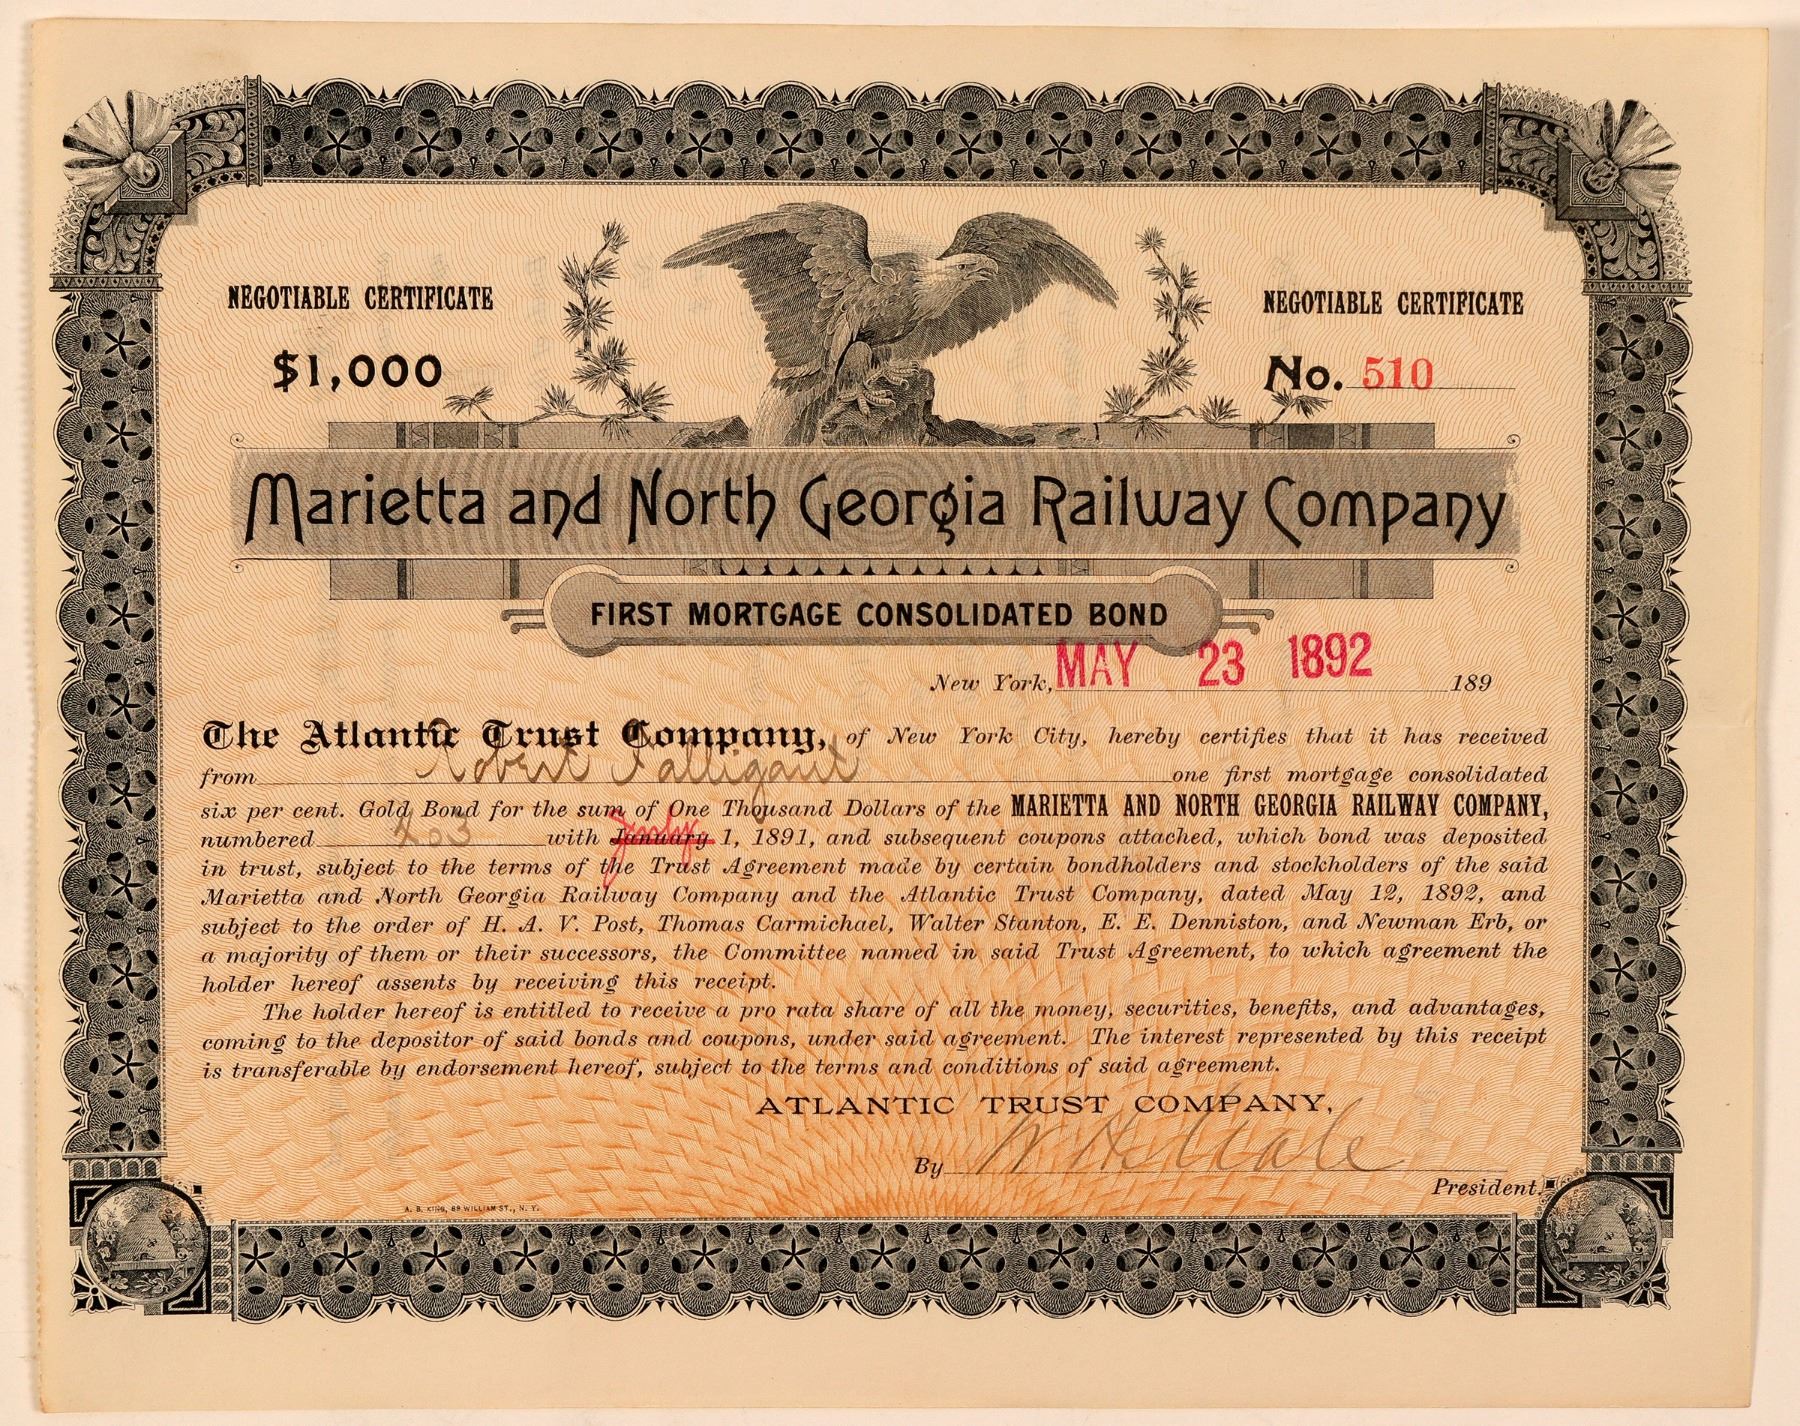 NEGOTIABLE CERTIFICATE
NEGOTIABLE CERTIFICATE
$1,000
No. 510
Marietta and North Georgia Railway Company
FIRST MORTGAGE CONSOLIDATED BOND
New York, MAY 23 1892 189
The Atlantic Trust Company, of New York City, hereby certifies that it has received
from Robert Falligant one first mortgage consolidated
six per cent. Gold Bond for the sum of One Thousand Dollars of the MARIETTA AND NORTH GEORGIA RAILWAY COMPANY,
numbered 203 with January July 1, 1891, and subsequent coupons attached, which bond was deposited
in trust, subject to the terms of the Trust Agreement made by certain bondholders and stockholders of the said
Marietta and North Georgia Railway Company and the Atlantic Trust Company, dated May 12, 1892, and
subject to the order of H. A. V. Post, Thomas Carmichael, Walter Stanton, E. E. Denniston, and Newman Erb, or
a majority of them or their successors, the Committee named in said Trust Agreement, to which agreement the
holder hereof assents by receiving this receipt.
The holder hereof is entitled to receive a pro rata share of all the money, securities, benefits, and advantages,
coming to the depositor of said bonds and coupons, under said agreement. The interest represented by this receipt
is transferable by endorsement hereof, subject to the terms and conditions of said agreement.
ATLANTIC TRUST COMPANY,
By
President.
A. B. KING, 89 WILLIAM ST., N. Y.